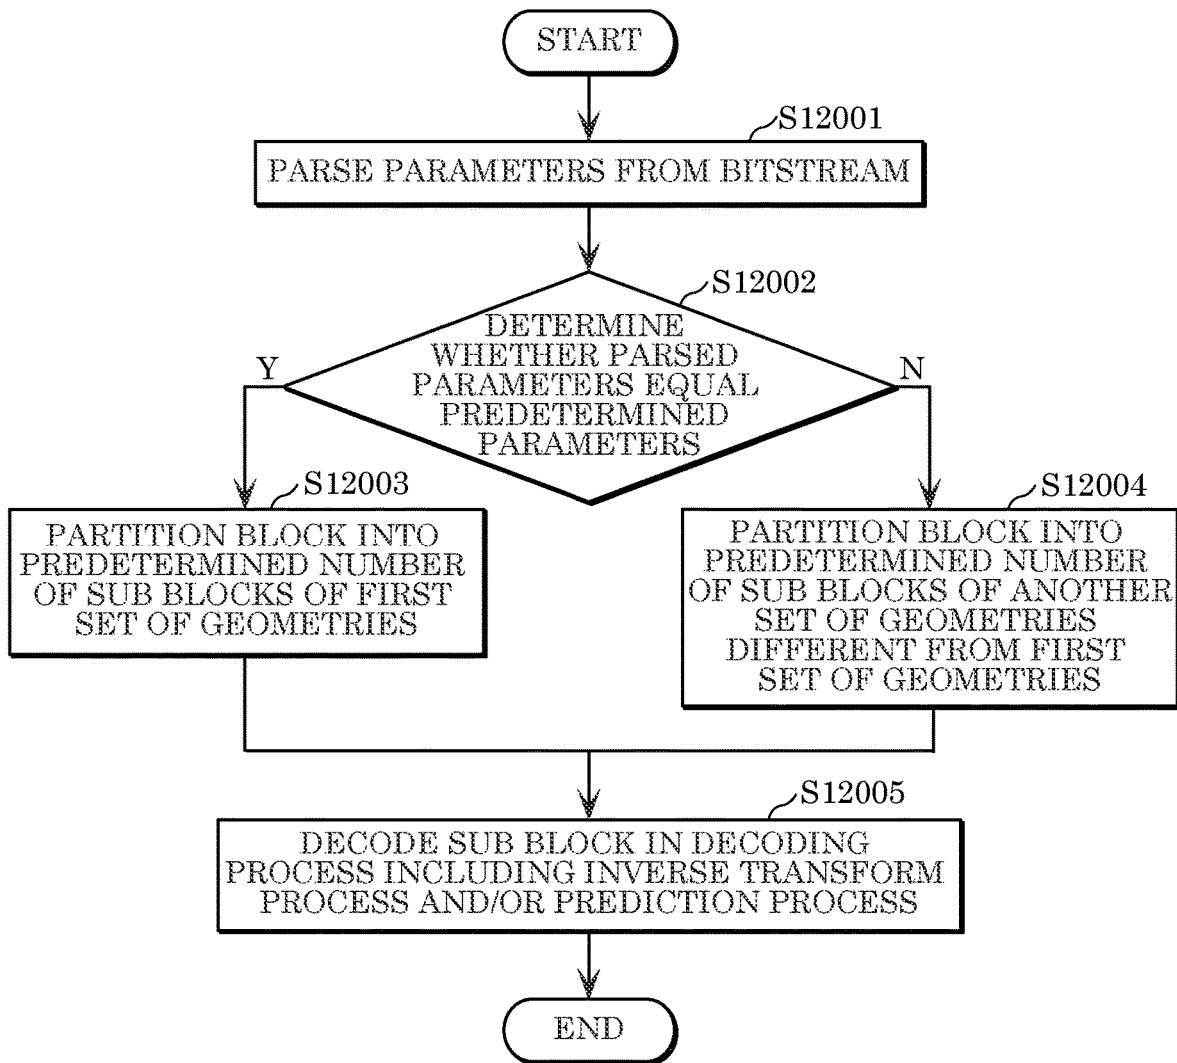 START
S12001
PARSE PARAMETERS FROM BITSTREAM
S12002
DETERMINE
WHETHER PARSED
PARAMETERS EQUAL
PREDETERMINED
PARAMETERS
Y
N
S12003
PARTITION BLOCK INTO
PREDETERMINED NUMBER
OF SUB BLOCKS OF FIRST
SET OF GEOMETRIES
S12004
PARTITION BLOCK INTO
PREDETERMINED NUMBER
OF SUB BLOCKS OF ANOTHER
SET OF GEOMETRIES
DIFFERENT FROM FIRST
SET OF GEOMETRIES
S12005
DECODE SUB BLOCK IN DECODING
PROCESS INCLUDING INVERSE TRANSFORM
PROCESS AND/OR PREDICTION PROCESS
END